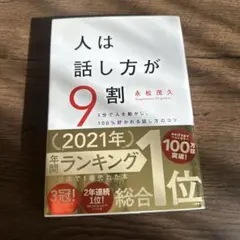 人は
話し方が
9割
永松茂久
1分で人を動かし、
100%好かれる話し方のコツ
〈2021年〉
年間ランキング
総合1位
100万部
突破!
3冠!
2年連続
1位!